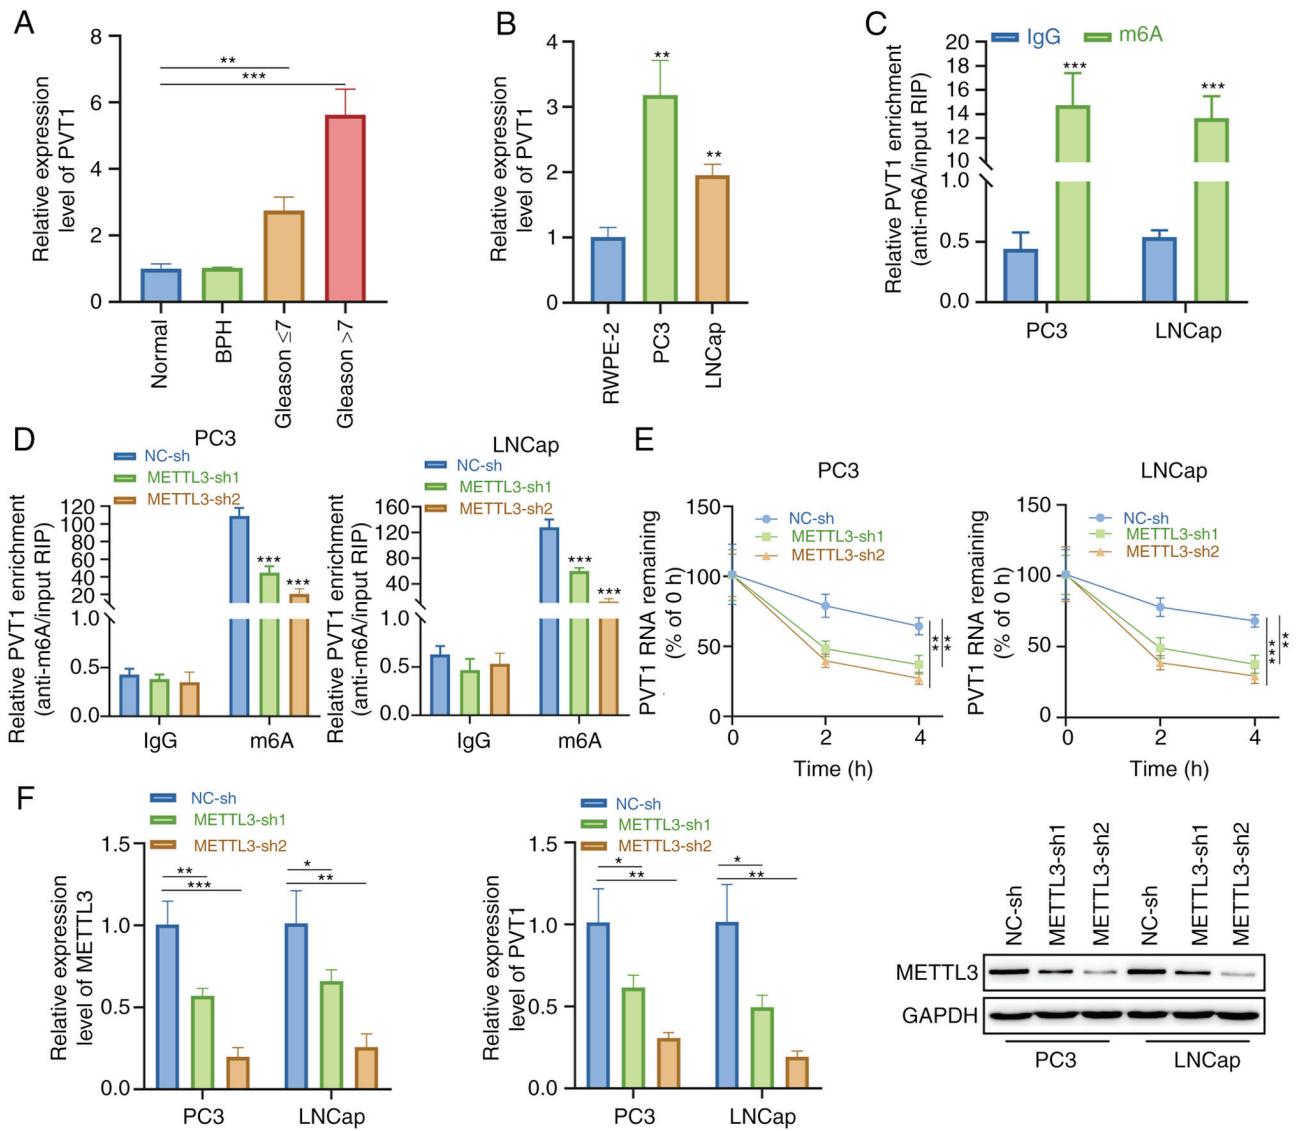 A
Relative expression
level of PVT1
8
6
4
2
0
**
***
Normal
BPH
Gleason ≤7
Gleason >7
B
Relative expression
level of PVT1
4
3
2
1
0
**
**
RWPE-2
PC3
LNCap
C
IgG
m6A
Relative PVT1 enrichment
(anti-m6A/input RIP)
20
18
16
14
12
10
1.0
0.5
0.0
***
***
PC3
LNCap
D
PC3
NC-sh
METTL3-sh1
METTL3-sh2
Relative PVT1 enrichment
(anti-m6A/input RIP)
120
100
80
60
40
20
1.0
0.5
0.0
***
***
IgG
m6A
LNCap
NC-sh
METTL3-sh1
METTL3-sh2
Relative PVT1 enrichment
(anti-m6A/input RIP)
160
120
80
40
1.0
0.5
0.0
***
***
IgG
m6A
E
PC3
PVT1 RNA remaining
(% of 0 h)
150
100
50
0
NC-sh
METTL3-sh1
METTL3-sh2
**
**
0
2
4
Time (h)
LNCap
PVT1 RNA remaining
(% of 0 h)
150
100
50
0
NC-sh
METTL3-sh1
METTL3-sh2
***
**
0
2
4
Time (h)
F
NC-sh
METTL3-sh1
METTL3-sh2
Relative expression
level of METTL3
1.5
1.0
0.5
0.0
**
***
*
**
PC3
LNCap
NC-sh
METTL3-sh1
METTL3-sh2
Relative expression
level of PVT1
1.5
1.0
0.5
0.0
*
**
*
**
PC3
LNCap
NC-sh
METTL3-sh1
METTL3-sh2
NC-sh
METTL3-sh1
METTL3-sh2
METTL3
GAPDH
PC3
LNCap